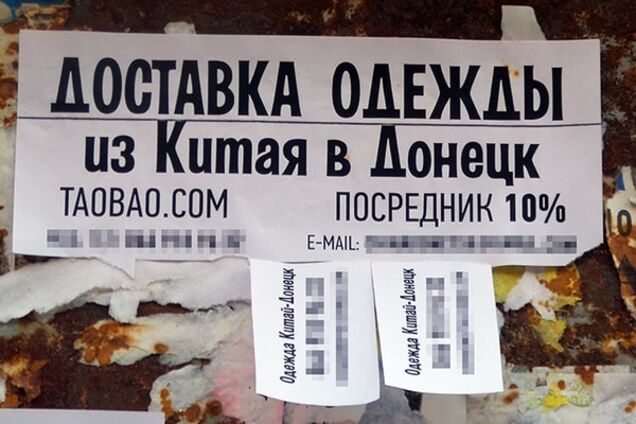 ДОСТАВКА ОДЕЖДЫ
из Китая в Донецк
TAOBAO.COM ПОСРЕДНИК 10%
E-MAIL:
Одежда Китай-Донецк
Одежда Китай-Донецк